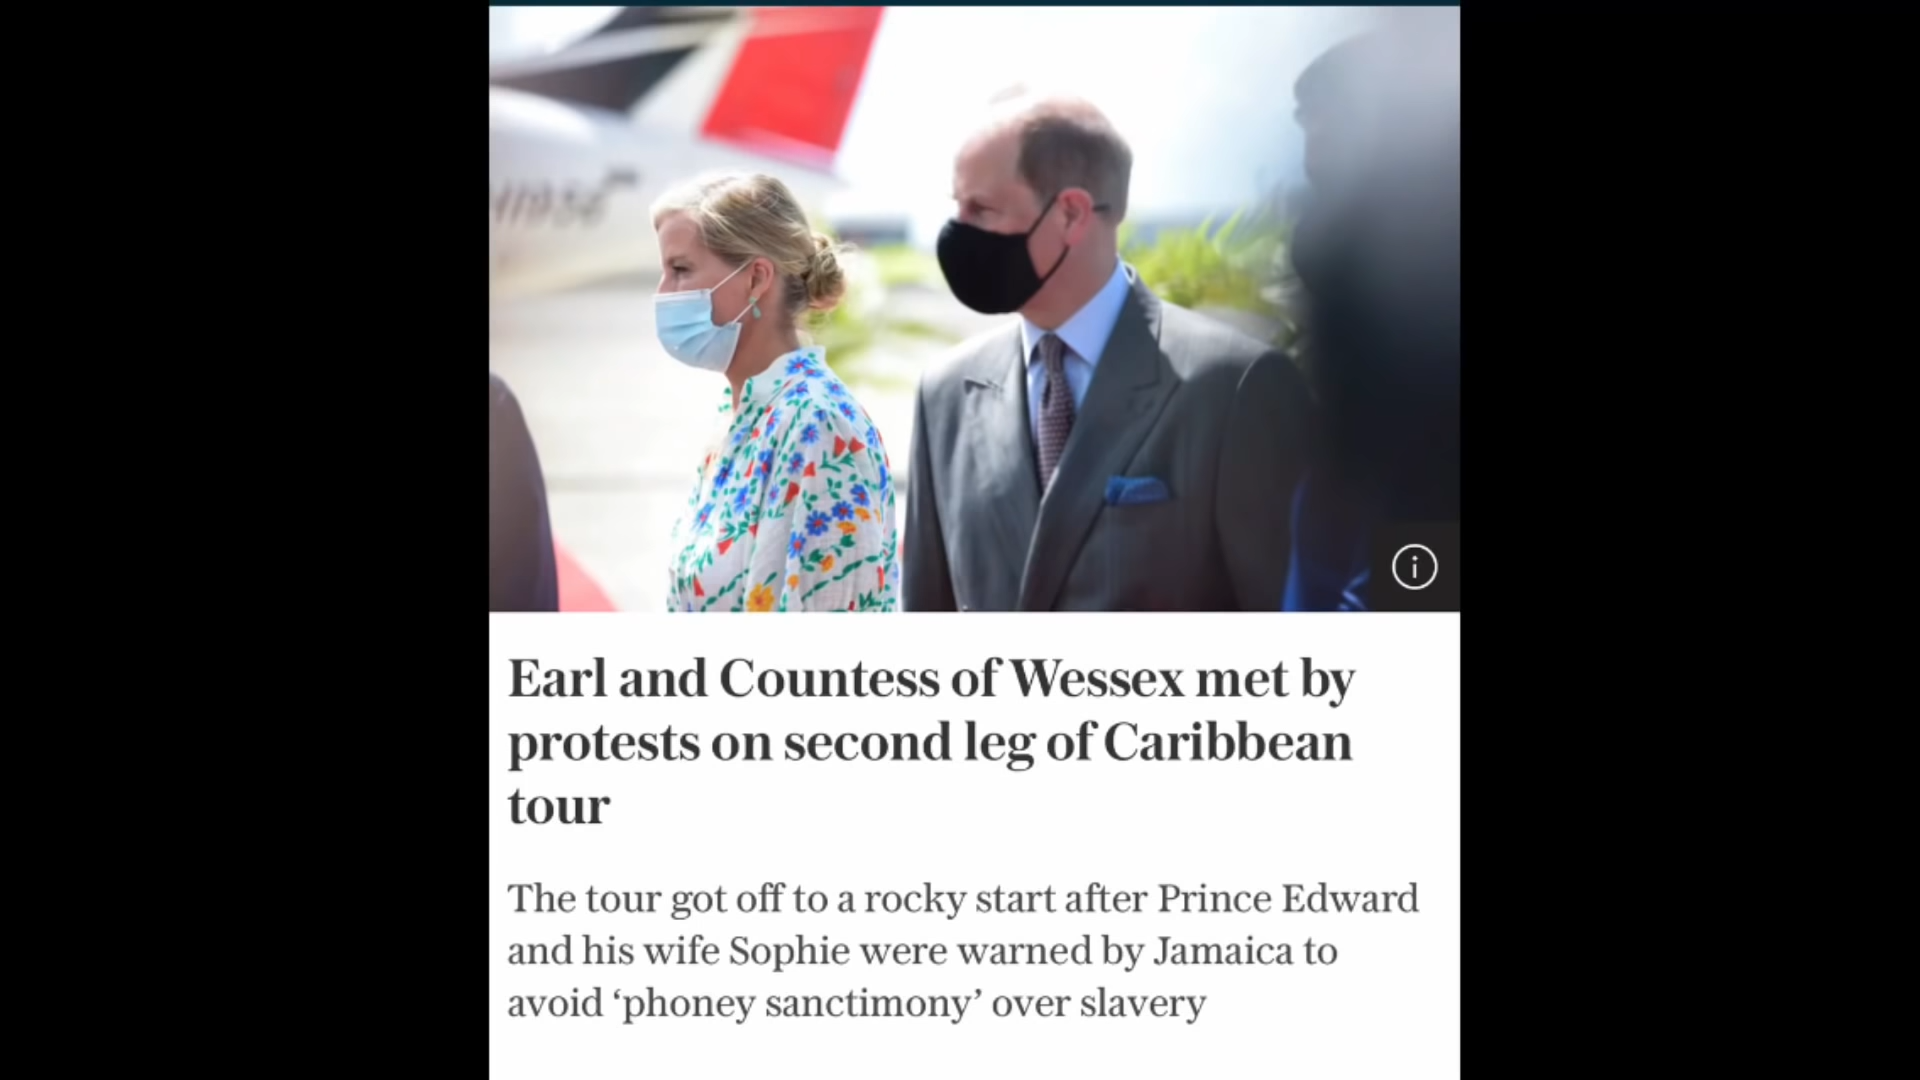 Earl and Countess of Wessex met by
protests on second leg of Caribbean
tour
The tour got off to a rocky start after Prince Edward
and his wife Sophie were warned by Jamaica to
avoid ‘phoney sanctimony’ over slavery